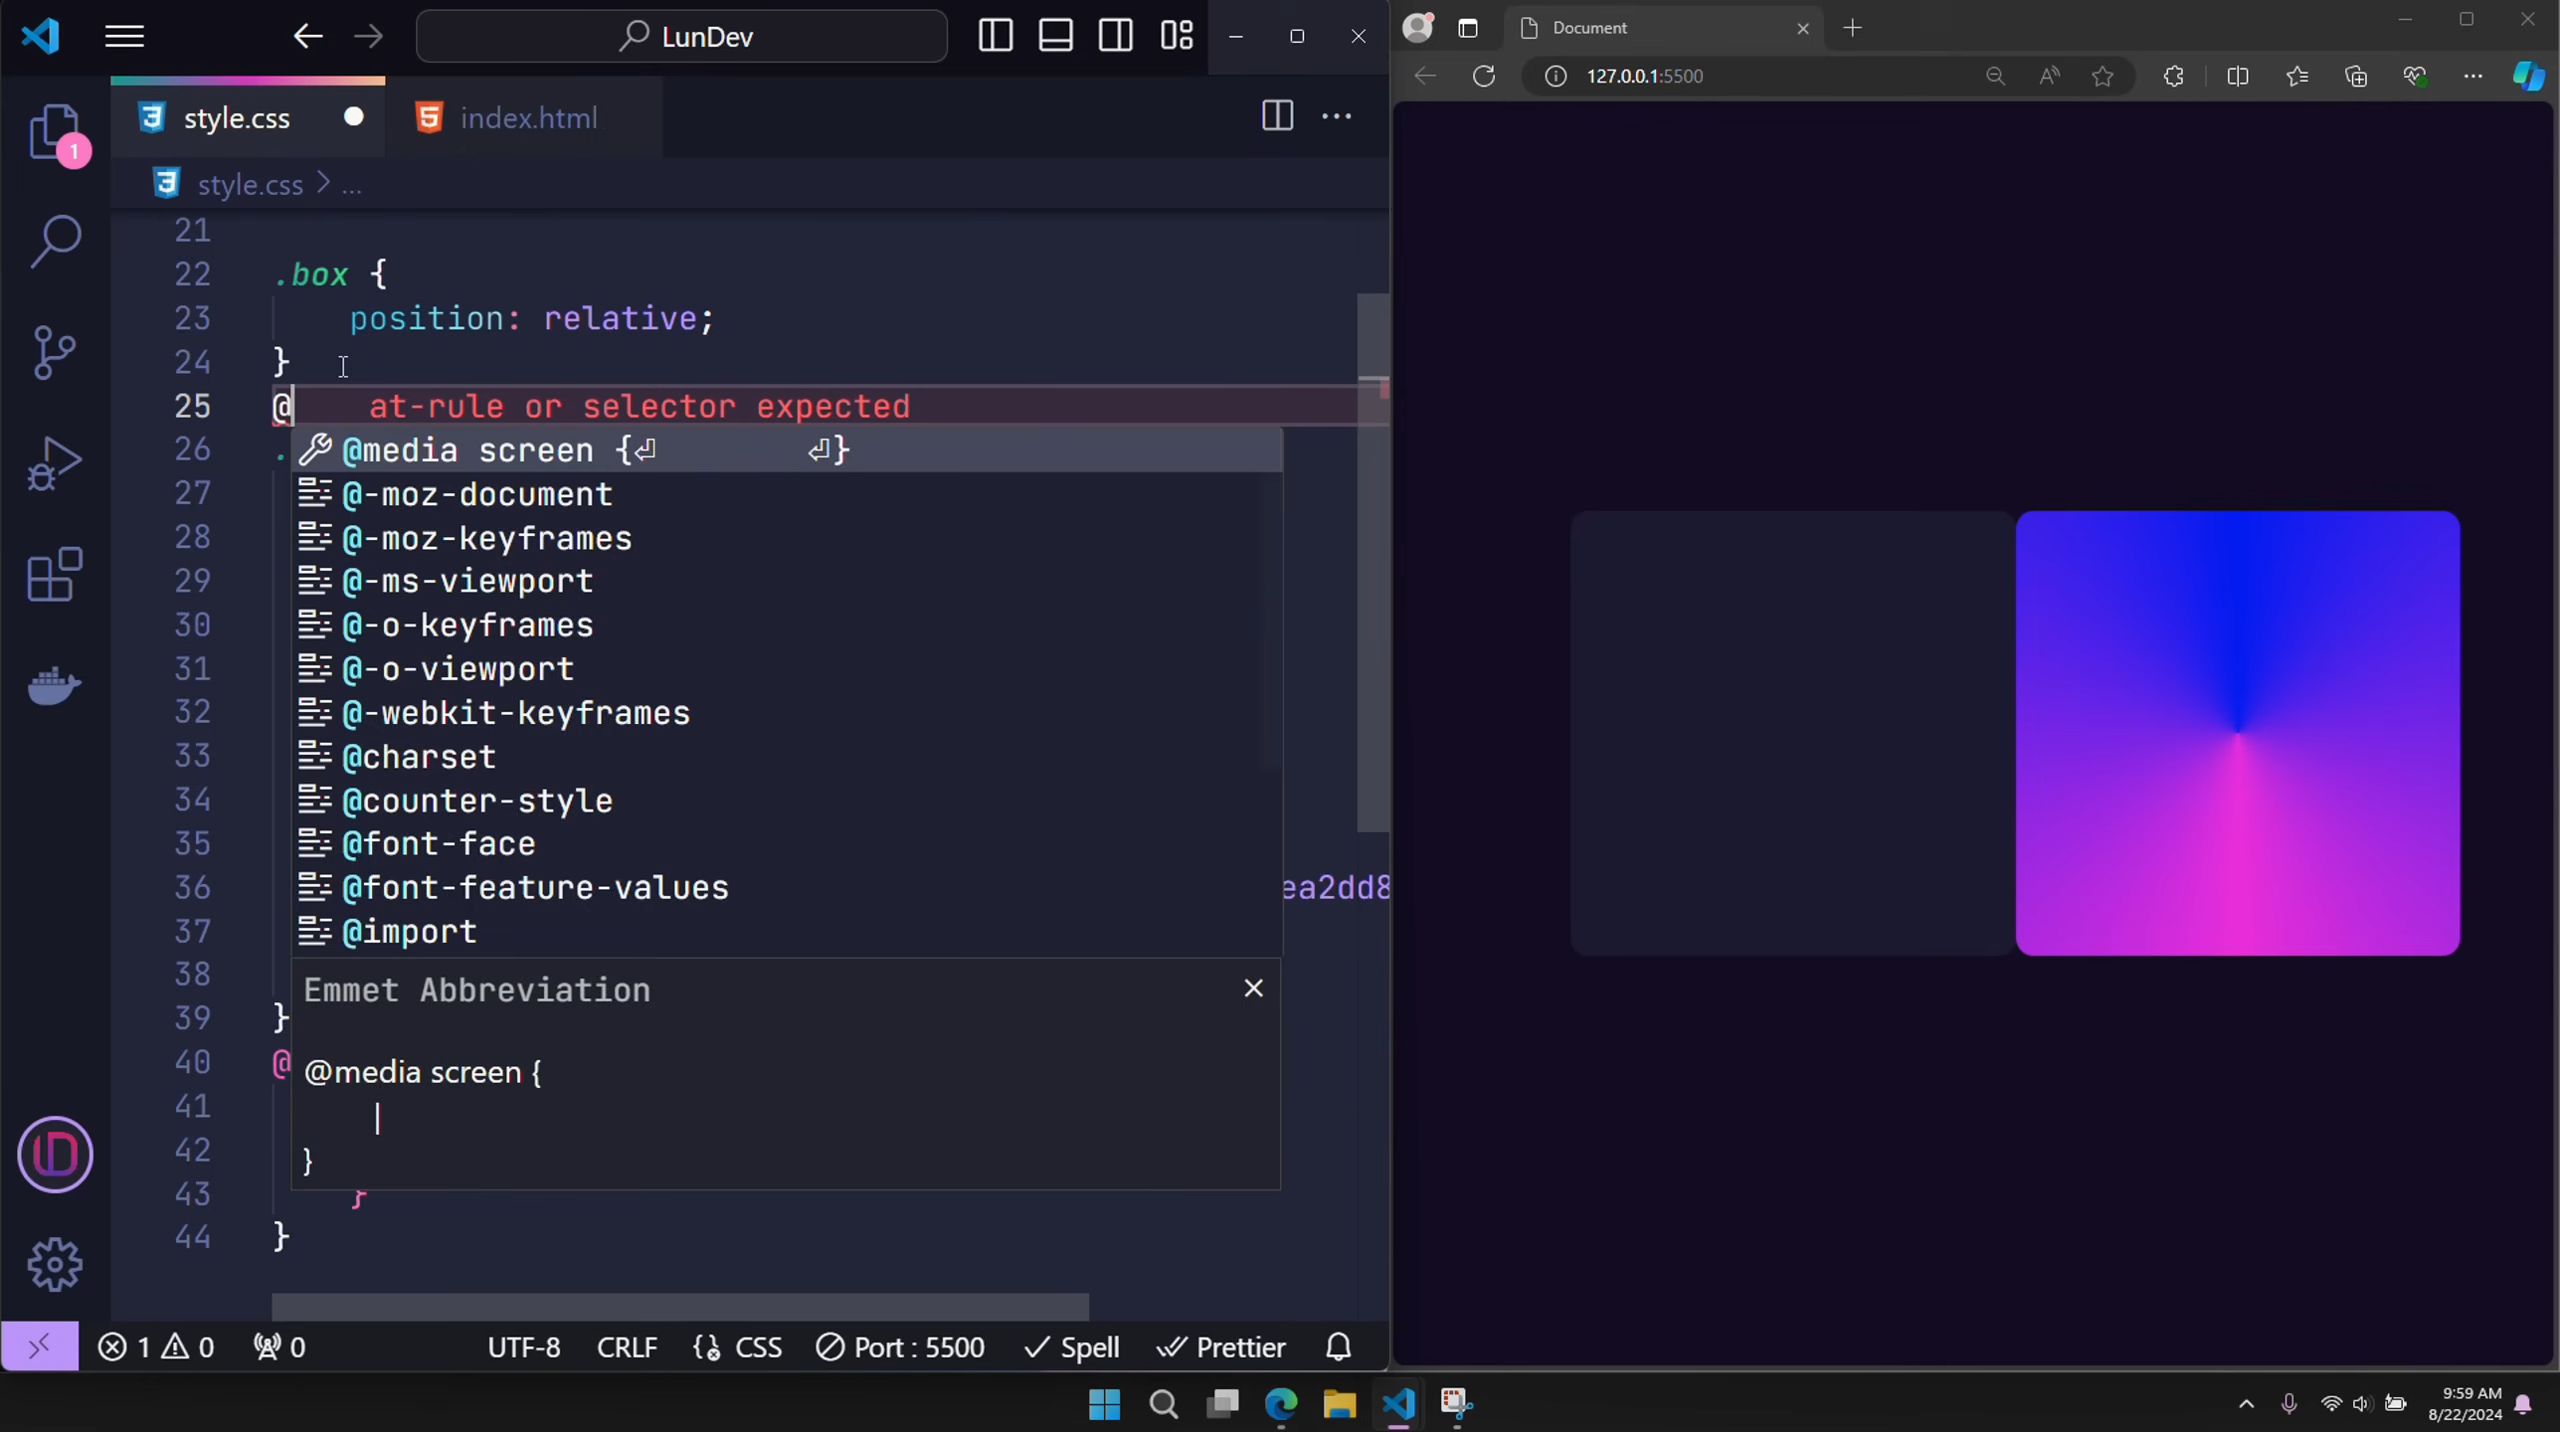 LunDev
style.css
index.html
1
style.css > ...
21
22 .box {
23 position: relative;
24 }
25 @ at-rule or selector expected
26 .
@media screen {⏎ ⏎}
27 @-moz-document
28 @-moz-keyframes
29 @-ms-viewport
30 @-o-keyframes
31 @-o-viewport
32 @-webkit-keyframes
33 @charset
34 @counter-style
35 @font-face
36 @font-feature-values ea2dd8
37 @import
38
Emmet Abbreviation
39 }
40 @
@media screen {
41
42
}
43 }
44 }
1 0 0 UTF-8 CRLF CSS Port : 5500 Spell Prettier
Document
127.0.0.1:5500
9:59 AM
8/22/2024